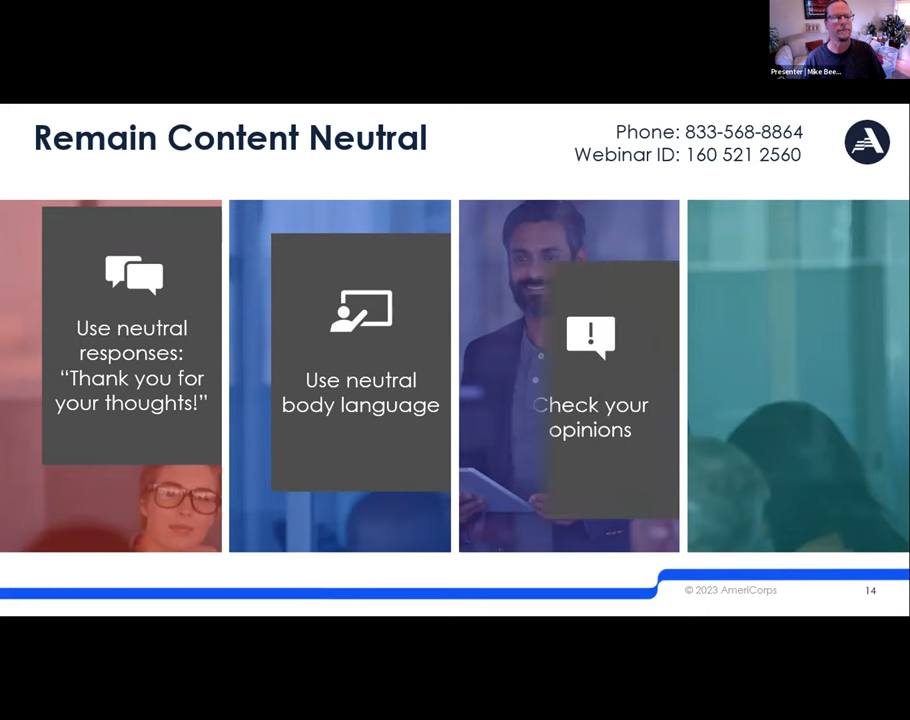 Presenter | Mike Bee...
Remain Content Neutral
Phone: 833-568-8864
Webinar ID: 160 521 2560
Use neutral
responses:
“Thank you for
your thoughts!”
Use neutral
body language
Check your
opinions
© 2023 AmeriCorps
14